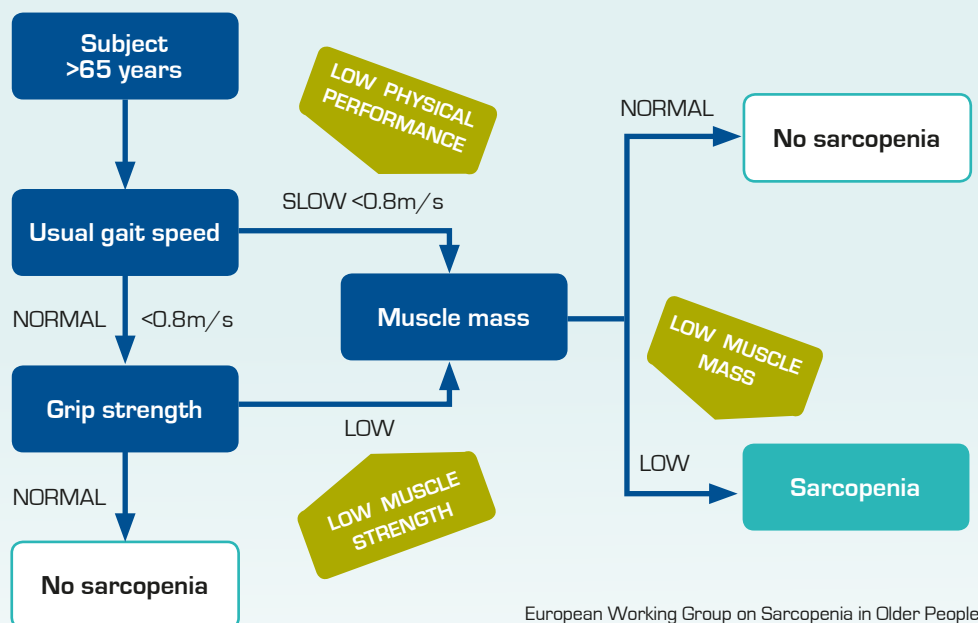 Subject
>65 years
LOW PHYSICAL
PERFORMANCE
NORMAL
No sarcopenia
SLOW <0.8m/s
Usual gait speed
Muscle mass
NORMAL
<0.8m/s
LOW MUSCLE
MASS
Grip strength
LOW
LOW
Sarcopenia
NORMAL
LOW MUSCLE
STRENGTH
No sarcopenia
European Working Group on Sarcopenia in Older People